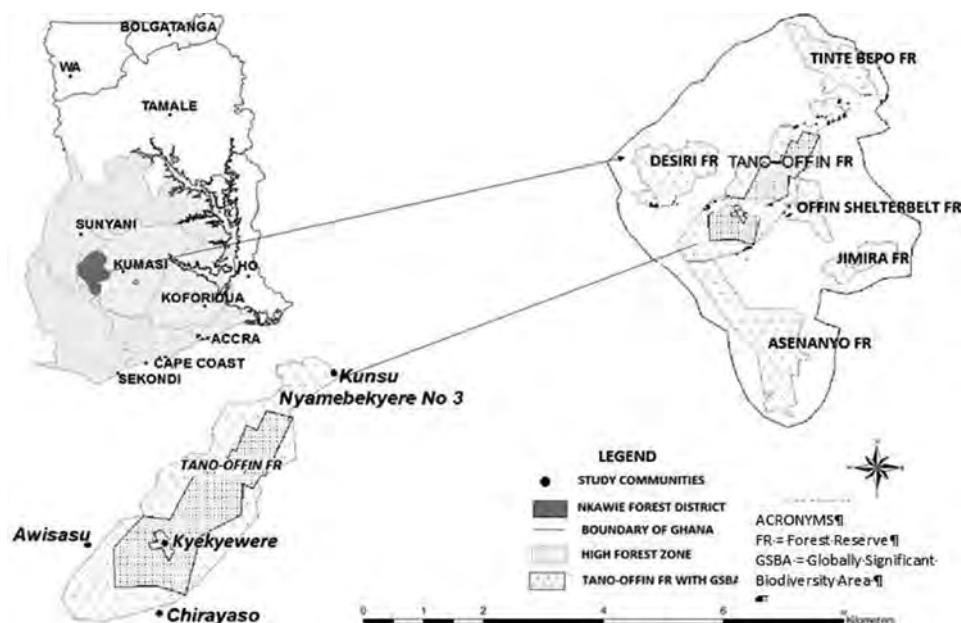 BOLGATANGA
WA
TAMALE
SUNYANI
KUMASI
HO
KOFORIDUA
ACCRA
CAPE COAST
SEKONDI
TINTE BEPO FR
DESIRI FR
TANO-OFFIN FR
OFFIN SHELTERBELT FR
JIMIRA FR
ASENANYO FR
Kunsu
Nyamebekyere No 3
TANO-OFFIN FR
Awisasu
Kyekyewere
Chirayaso
LEGEND
STUDY COMMUNITIES
NKAWIE FOREST DISTRICT
BOUNDARY OF GHANA
HIGH FOREST ZONE
TANO-OFFIN FR WITH GSBA
ACRONYMS¶
FR·=·Forest·Reserve¶
GSBA·=·Globally·Significant·
Biodiversity·Area·¶
0 2 4 6
Kilometers